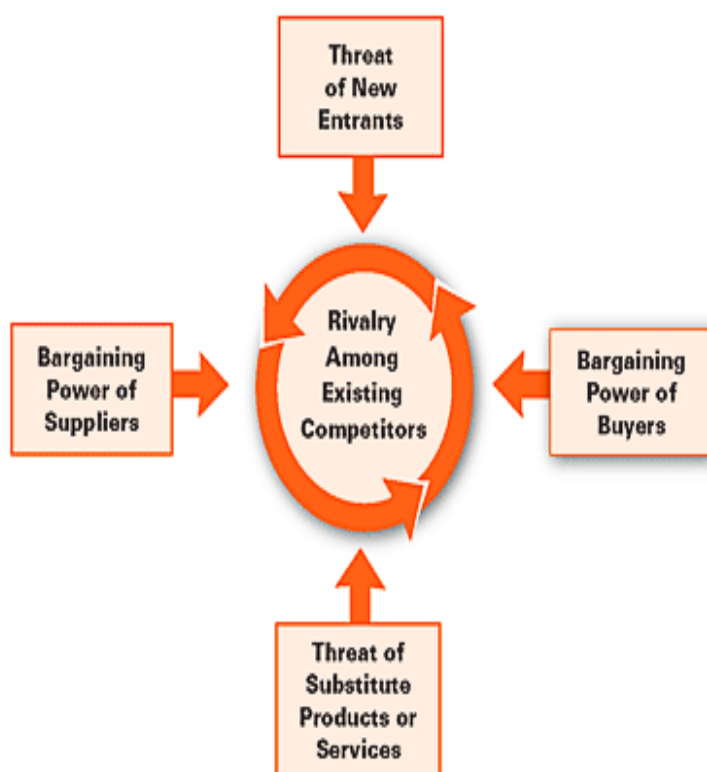 Threat
of New
Entrants
Bargaining
Power of
Suppliers
Rivalry
Among
Existing
Competitors
Bargaining
Power of
Buyers
Threat of
Substitute
Products or
Services